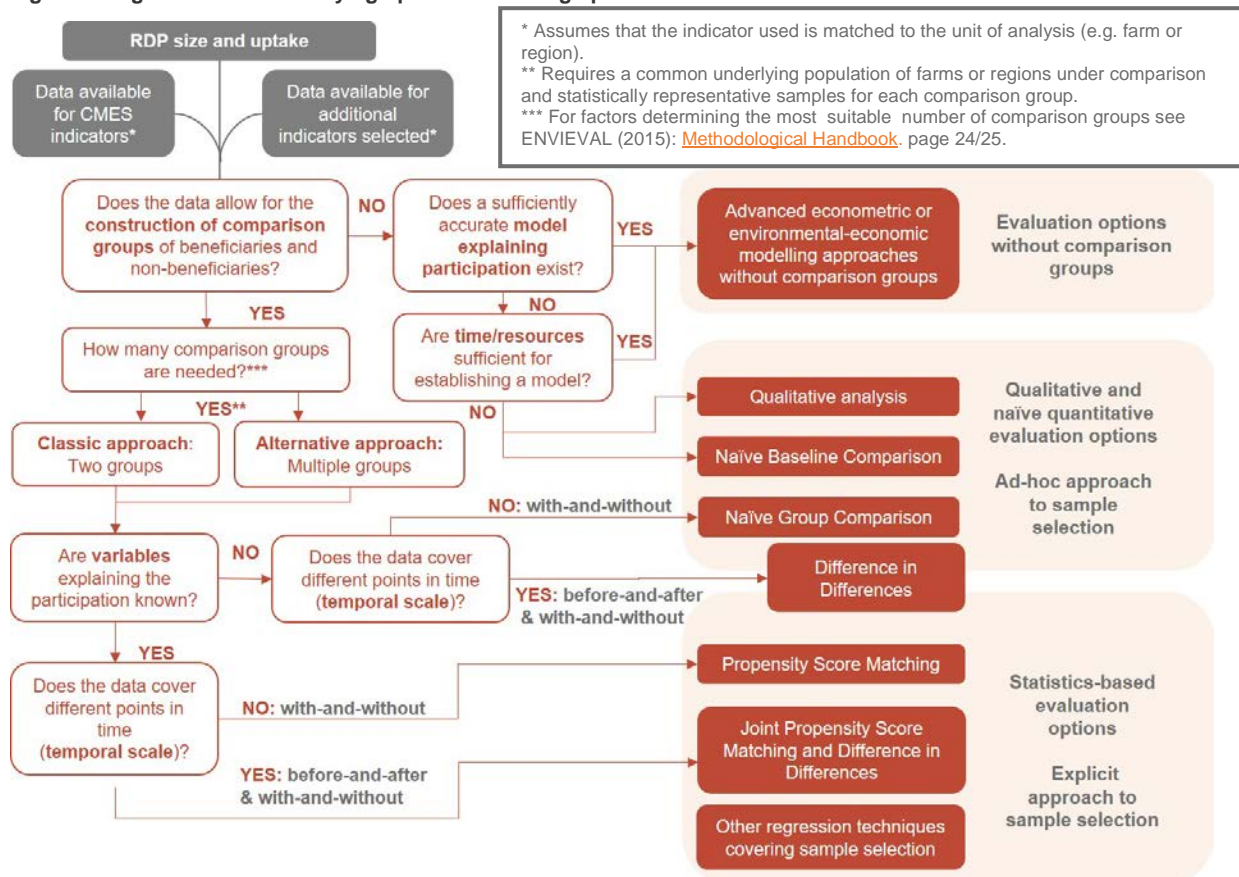 RDP size and uptake
Data available
for CMES
indicators*
Data available for
additional
indicators selected*
* Assumes that the indicator used is matched to the unit of analysis (e.g. farm or
region).
** Requires a common underlying population of farms or regions under comparison
and statistically representative samples for each comparison group.
*** For factors determining the most suitable number of comparison groups see
ENVIEVAL (2015): Methodological Handbook. page 24/25.
Does the data allow for the
construction of comparison
groups of beneficiaries and
non-beneficiaries?
NO
Does a sufficiently
accurate model
explaining
participation exist?
YES
Advanced econometric or
environmental-economic
modelling approaches
without comparison groups
Evaluation options
without comparison
groups
YES
NO
How many comparison groups
are needed?***
Are time/resources
sufficient for
establishing a model?
YES
NO
YES**
Classic approach:
Two groups
Alternative approach:
Multiple groups
Qualitative analysis
Naïve Baseline Comparison
Naïve Group Comparison
Qualitative and
naïve quantitative
evaluation options
Ad-hoc approach
to sample
selection
NO: with-and-without
Are variables
explaining the
participation known?
NO
Does the data cover
different points in time
(temporal scale)?
YES: before-and-after
& with-and-without
Difference in
Differences
YES
Does the data cover
different points in
time
(temporal scale)?
NO: with-and-without
YES: before-and-after
& with-and-without
Propensity Score Matching
Joint Propensity Score
Matching and Difference in
Differences
Other regression techniques
covering sample selection
Statistics-based
evaluation
options
Explicit
approach to
sample selection